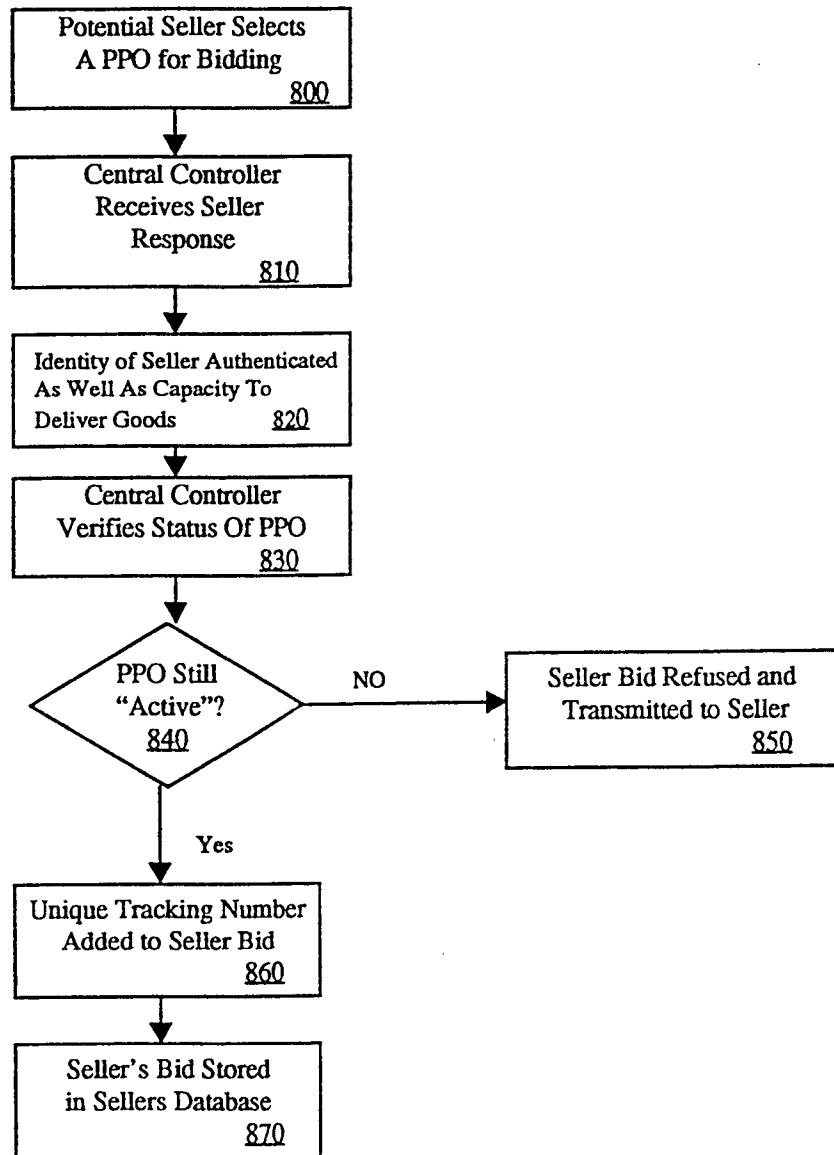 Potential Seller Selects
A PPO for Bidding
800
Central Controller
Receives Seller
Response
810
Identity of Seller Authenticated
As Well As Capacity To
Deliver Goods 820
Central Controller
Verifies Status Of PPO
830
PPO Still
“Active”?
840
NO
Seller Bid Refused and
Transmitted to Seller
850
Yes
Unique Tracking Number
Added to Seller Bid
860
Seller’s Bid Stored
in Sellers Database
870